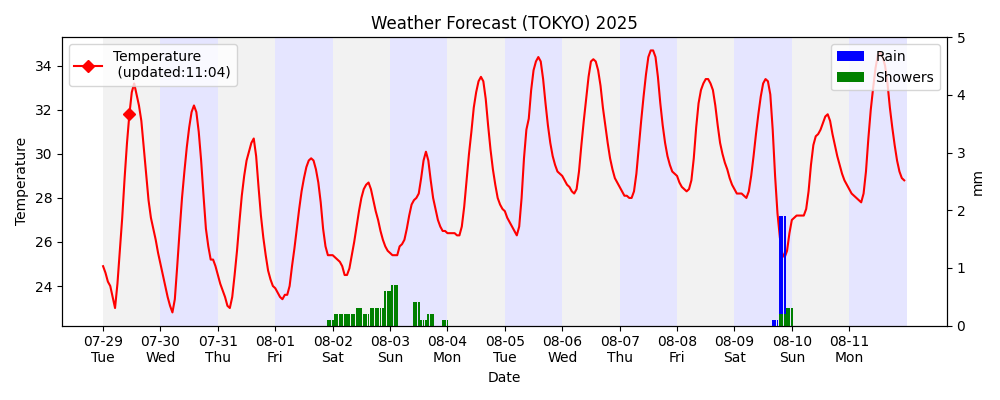 Weather Forecast (TOKYO) 2025
Temperature
(updated:11:04)
Rain
Showers
Temperature
34
32
30
28
26
24
5
4
3
2
1
0
mm
07-29 07-30 07-31 08-01 08-02 08-03 08-04 08-05 08-06 08-07 08-08 08-09 08-10 08-11
Tue Wed Thu Fri Sat Sun Mon Tue Wed Thu Fri Sat Sun Mon
Date